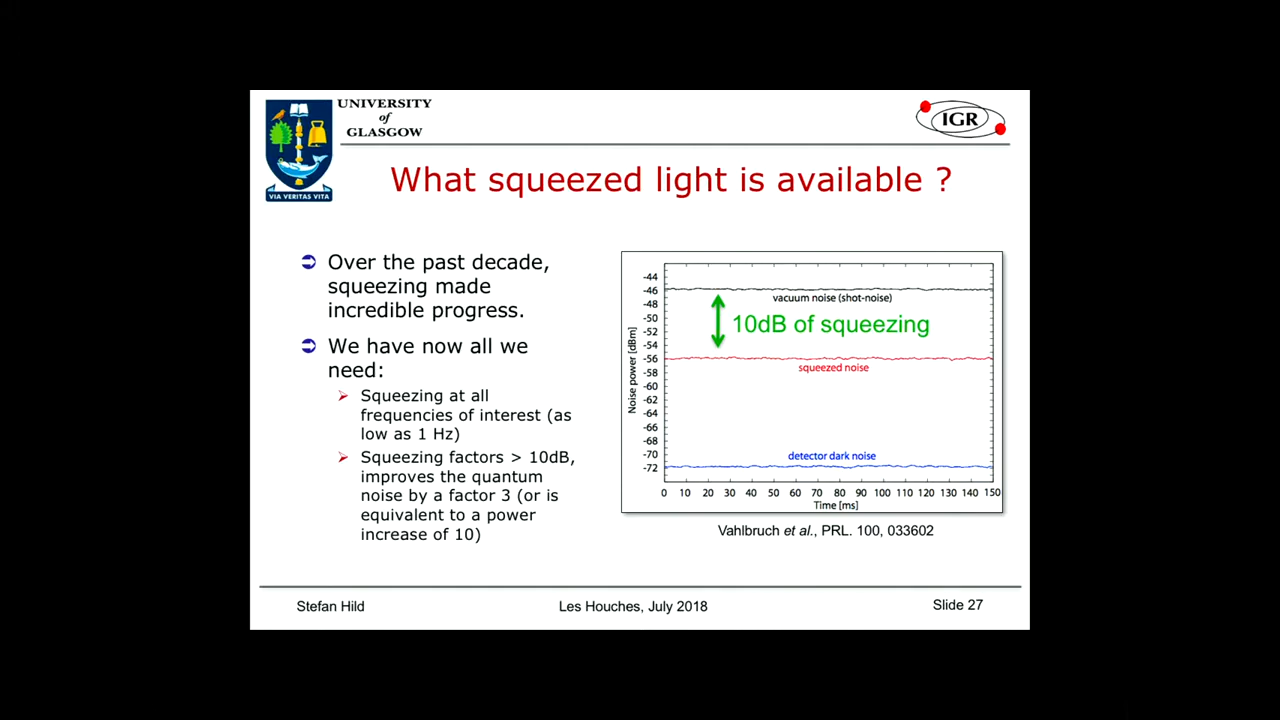 UNIVERSITY
of
GLASGOW
VIA VERITAS VITA
IGR
What squeezed light is available ?
Over the past decade,
squeezing made
incredible progress.
We have now all we
need:
Squeezing at all
frequencies of interest (as
low as 1 Hz)
Squeezing factors > 10dB,
improves the quantum
noise by a factor 3 (or is
equivalent to a power
increase of 10)
Noise power [dBm]
-44
-46
-48
-50
-52
-54
-56
-58
-60
-62
-64
-66
-68
-70
-72
vacuum noise (shot-noise)
10dB of squeezing
squeezed noise
detector dark noise
0 10 20 30 40 50 60 70 80 90 100 110 120 130 140 150
Time [ms]
Vahlbruch et al., PRL. 100, 033602
Stefan Hild
Les Houches, July 2018
Slide 27